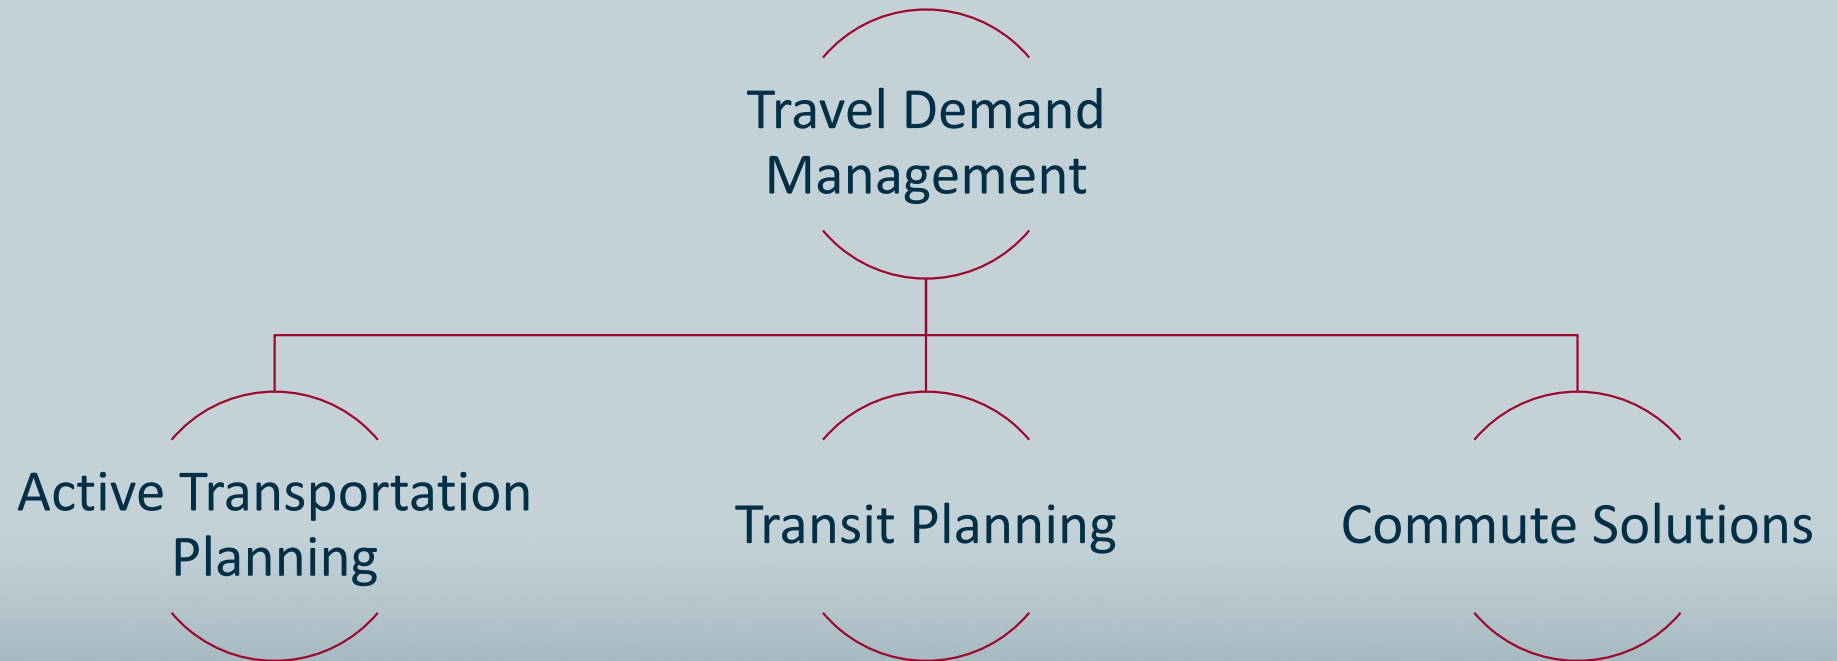 Travel Demand
Management
Active Transportation
Planning
Transit Planning
Commute Solutions